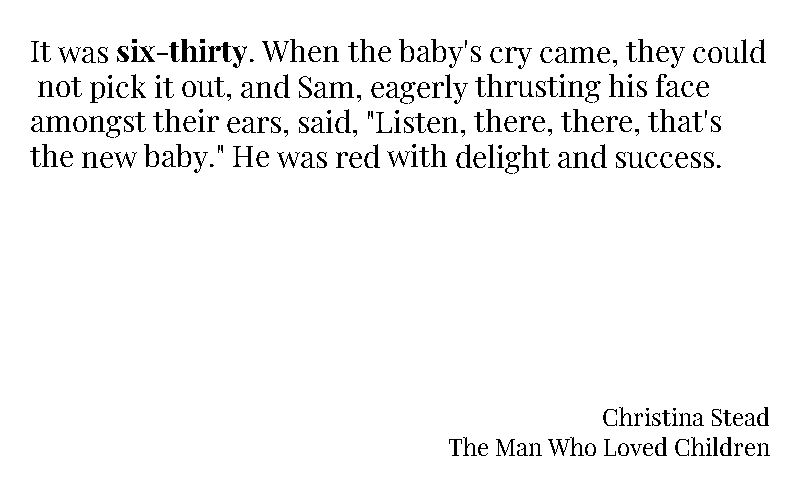 It was six-thirty. When the baby's cry came, they could
not pick it out, and Sam, eagerly thrusting his face
amongst their ears, said, "Listen, there, there, that's
the new baby." He was red with delight and success.
Christina Stead
The Man Who Loved Children